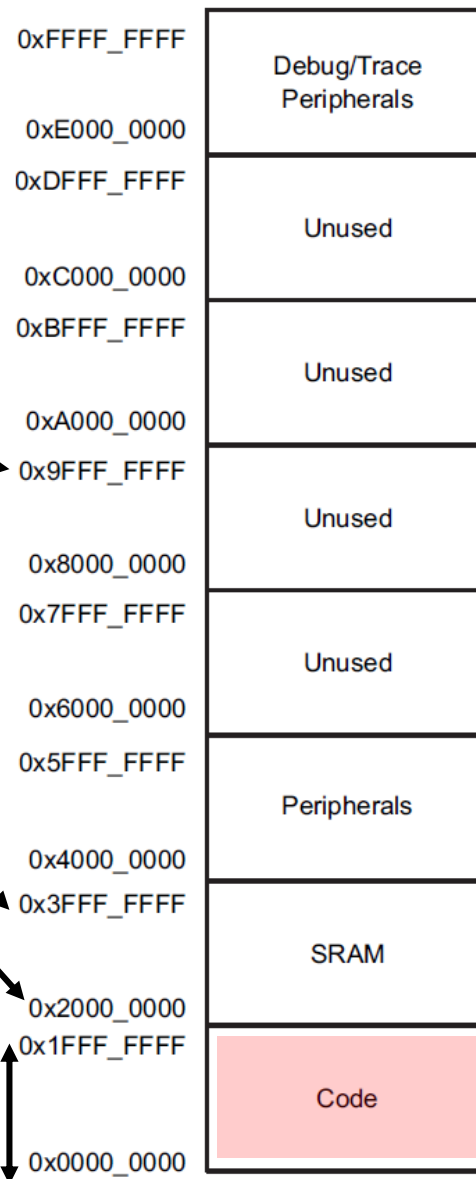 0xFFFF_FFFF
Debug/Trace
Peripherals
0xE000_0000
0xDFFF_FFFF
Unused
0xC000_0000
0xBFFF_FFFF
Unused
0xA000_0000
0x9FFF_FFFF
Unused
0x8000_0000
0x7FFF_FFFF
Unused
0x6000_0000
0x5FFF_FFFF
Peripherals
0x4000_0000
0x3FFF_FFFF
SRAM
0x2000_0000
0x1FFF_FFFF
Code
0x0000_0000